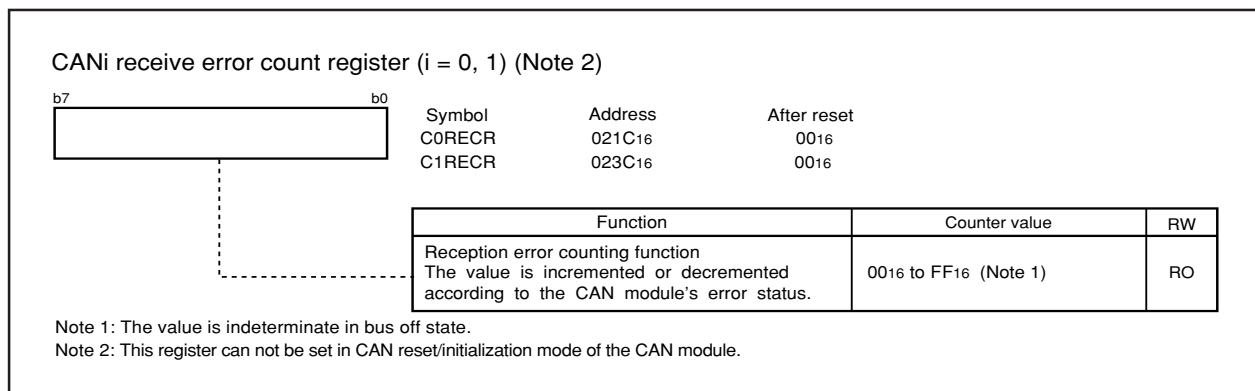 CANi receive error count register (i = 0, 1) (Note 2)
b7 b0
Symbol Address After reset
C0RECR 021C16 0016
C1RECR 023C16 0016
Function Counter value RW
Reception error counting function
The value is incremented or decremented
according to the CAN module's error status.
0016 to FF16 (Note 1) RO
Note 1: The value is indeterminate in bus off state.
Note 2: This register can not be set in CAN reset/initialization mode of the CAN module.